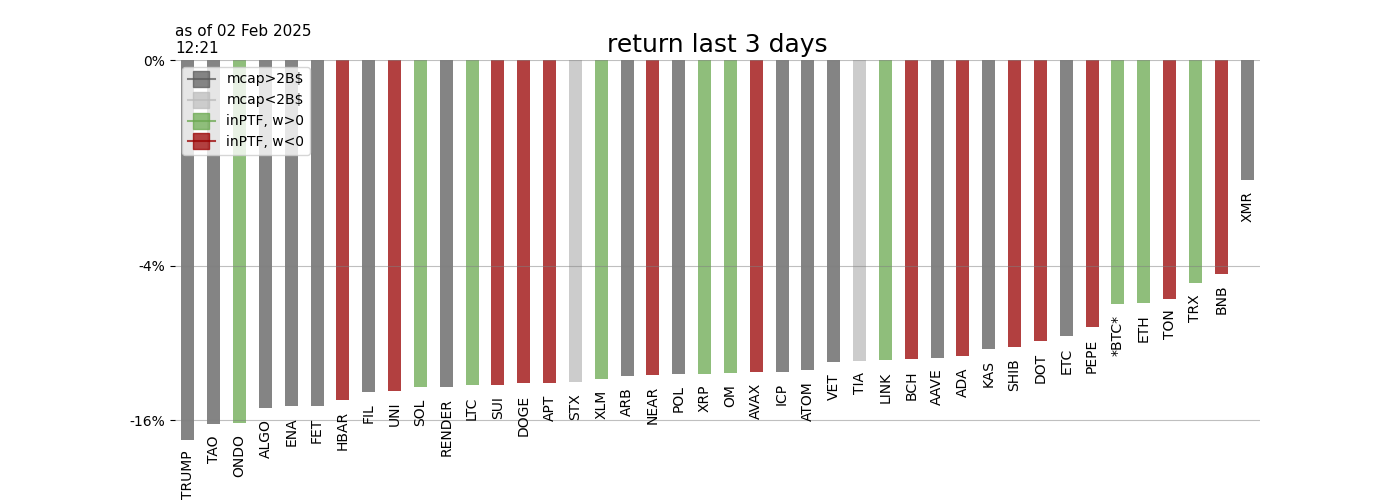 as of 02 Feb 2025
12:21
return last 3 days
0%
-4%
-16%
mcap>2B$
mcap<2B$
inPTF, w>0
inPTF, w<0
TRUMP
TAO
ONDO
ALGO
ENA
FET
HBAR
FIL
UNI
SOL
RENDER
LTC
SUI
DOGE
APT
STX
XLM
ARB
NEAR
POL
XRP
OM
AVAX
ICP
ATOM
VET
TIA
LINK
BCH
AAVE
ADA
KAS
SHIB
DOT
ETC
PEPE
*BTC*
ETH
TON
TRX
BNB
XMR